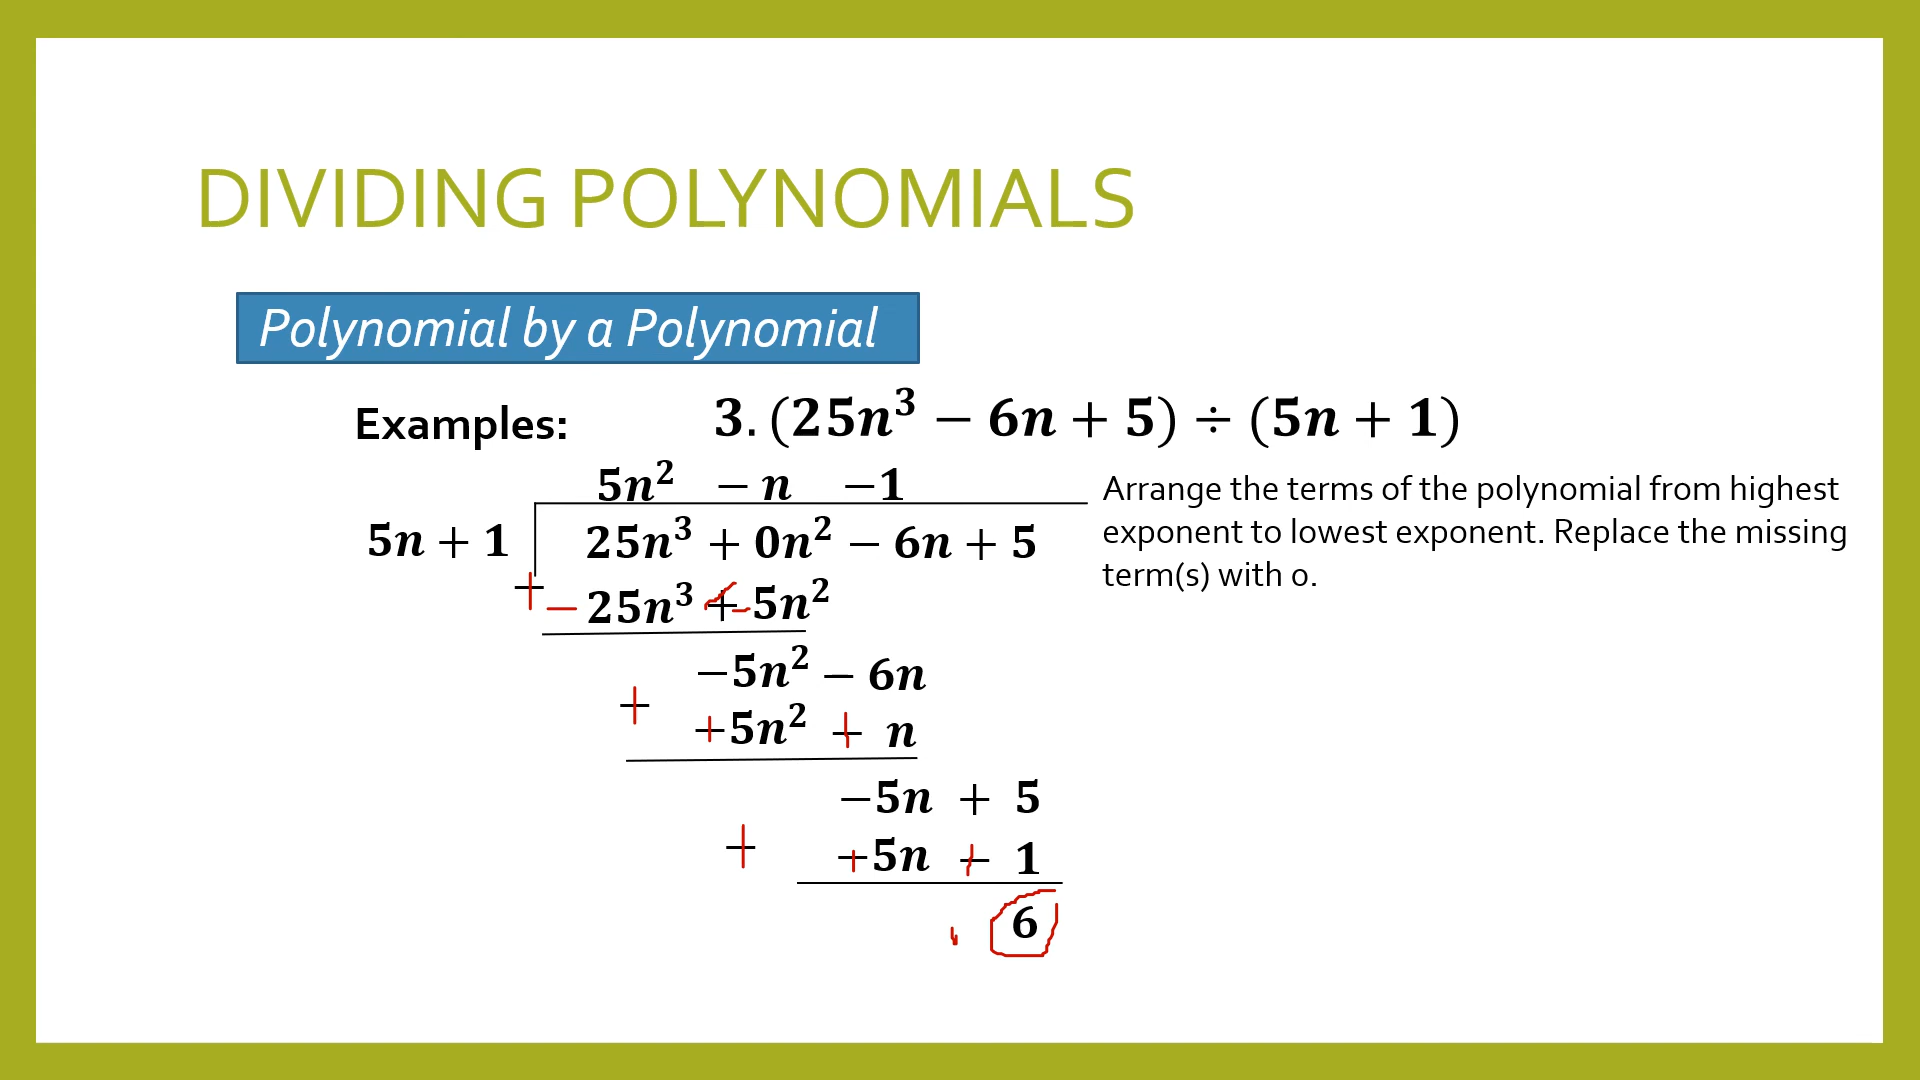 DIVIDING POLYNOMIALS
Polynomial by a Polynomial
Examples: 3. (25n³ − 6n + 5) ÷ (5n + 1)
5n² − n −1
5n + 1 25n³ + 0n² − 6n + 5
Arrange the terms of the polynomial from highest
exponent to lowest exponent. Replace the missing
term(s) with 0.
+ − 25n³ − 5n²
−5n² − 6n
+ +5n² + n
−5n + 5
+ +5n + 1
6